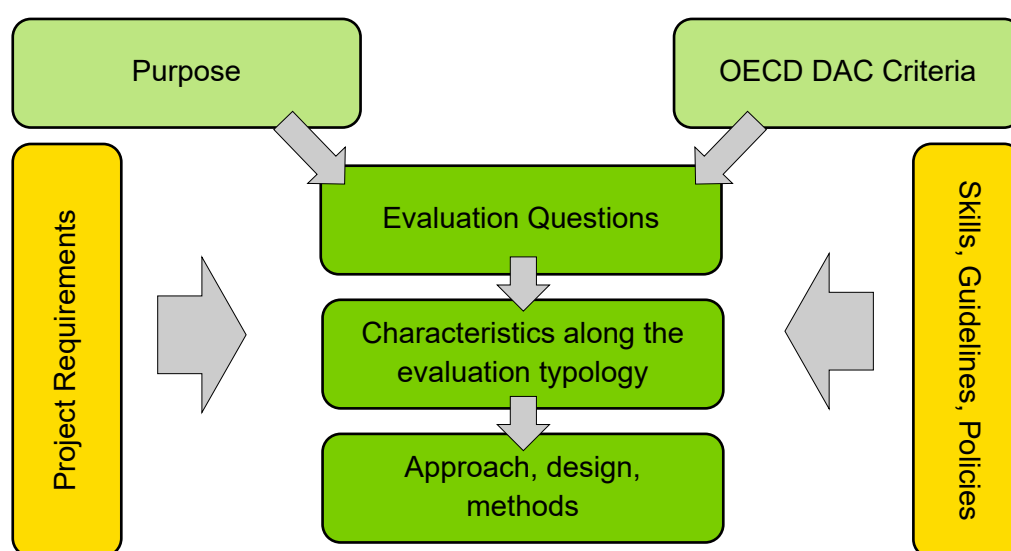 Purpose
OECD DAC Criteria
Project Requirements
Evaluation Questions
Skills, Guidelines, Policies
Characteristics along the
evaluation typology
Approach, design,
methods